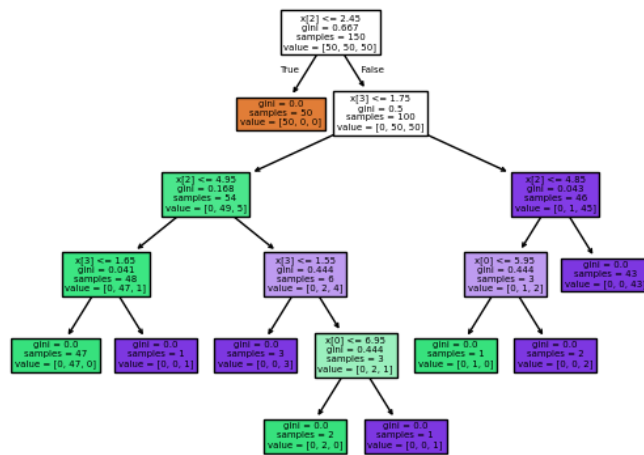 x[2] <= 2.45
gini = 0.667
samples = 150
value = [50, 50, 50]
True
False
gini = 0.0
samples = 50
value = [50, 0, 0]
x[3] <= 1.75
gini = 0.5
samples = 100
value = [0, 50, 50]
x[2] <= 4.95
gini = 0.168
samples = 54
value = [0, 49, 5]
x[2] <= 4.85
gini = 0.043
samples = 46
value = [0, 1, 45]
x[3] <= 1.65
gini = 0.041
samples = 48
value = [0, 47, 1]
x[3] <= 1.55
gini = 0.444
samples = 6
value = [0, 2, 4]
x[0] <= 5.95
gini = 0.444
samples = 3
value = [0, 1, 2]
gini = 0.0
samples = 43
value = [0, 0, 43]
gini = 0.0
samples = 47
value = [0, 47, 0]
gini = 0.0
samples = 1
value = [0, 0, 1]
gini = 0.0
samples = 3
value = [0, 0, 3]
x[0] <= 6.95
gini = 0.444
samples = 3
value = [0, 2, 1]
gini = 0.0
samples = 1
value = [0, 1, 0]
gini = 0.0
samples = 2
value = [0, 0, 2]
gini = 0.0
samples = 2
value = [0, 2, 0]
gini = 0.0
samples = 1
value = [0, 0, 1]